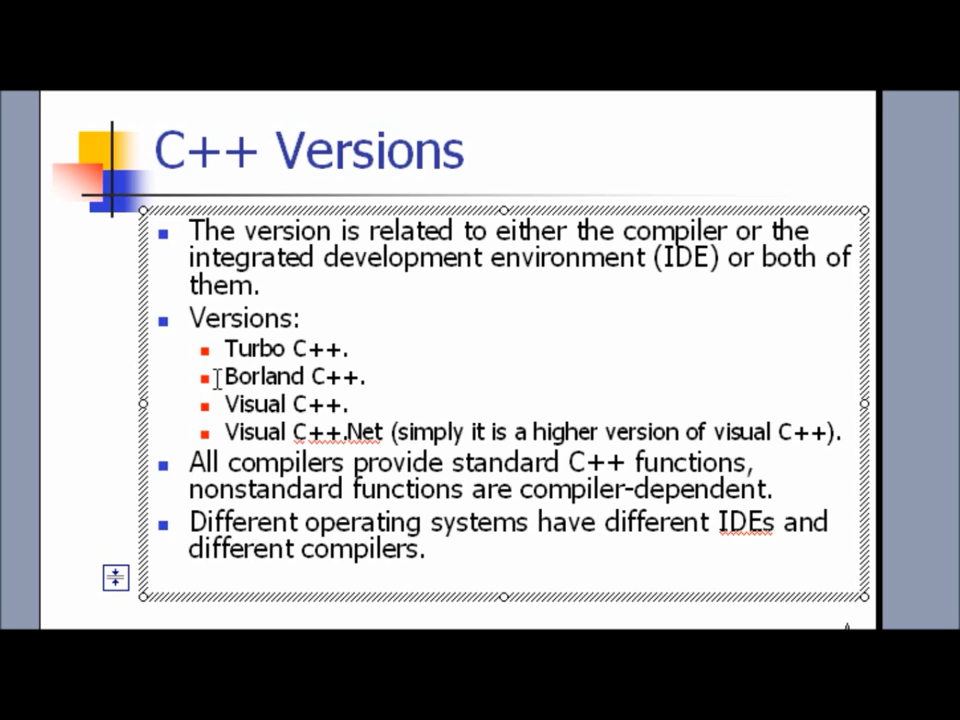 C++ Versions
The version is related to either the compiler or the
integrated development environment (IDE) or both of
them.
Versions:
Turbo C++.
Borland C++.
Visual C++.
Visual C++.Net (simply it is a higher version of visual C++).
All compilers provide standard C++ functions,
nonstandard functions are compiler-dependent.
Different operating systems have different IDEs and
different compilers.